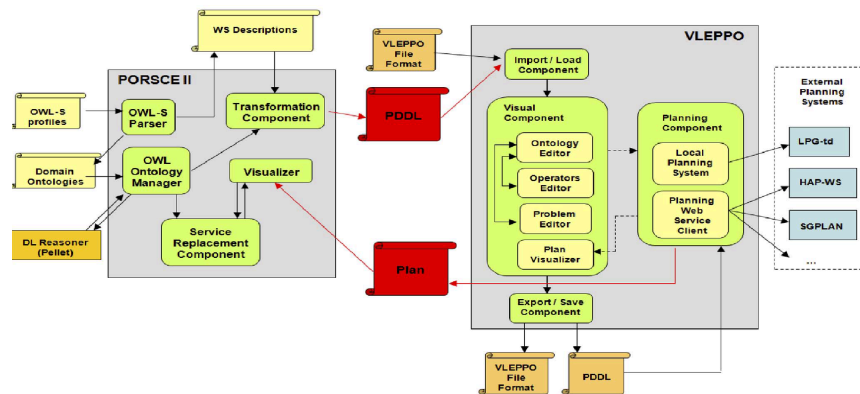 WS Descriptions
VLEPPO
File
Format
VLEPPO
PORSCE II
Import / Load
Component
External
Planning
Systems
OWL-S
profiles
OWL-S
Parser
Transformation
Component
PDDL
Visual
Component
Planning
Component
Ontology
Editor
Local
Planning
System
LPG-td
Domain
Ontologies
OWL
Ontology
Manager
Visualizer
Operators
Editor
HAP-WS
Planning
Web
Service
Client
Problem
Editor
SGPLAN
DL Reasoner
(Pellet)
Service
Replacement
Component
Plan
Plan
Visualizer
...
Export / Save
Component
VLEPPO
File
Format
PDDL